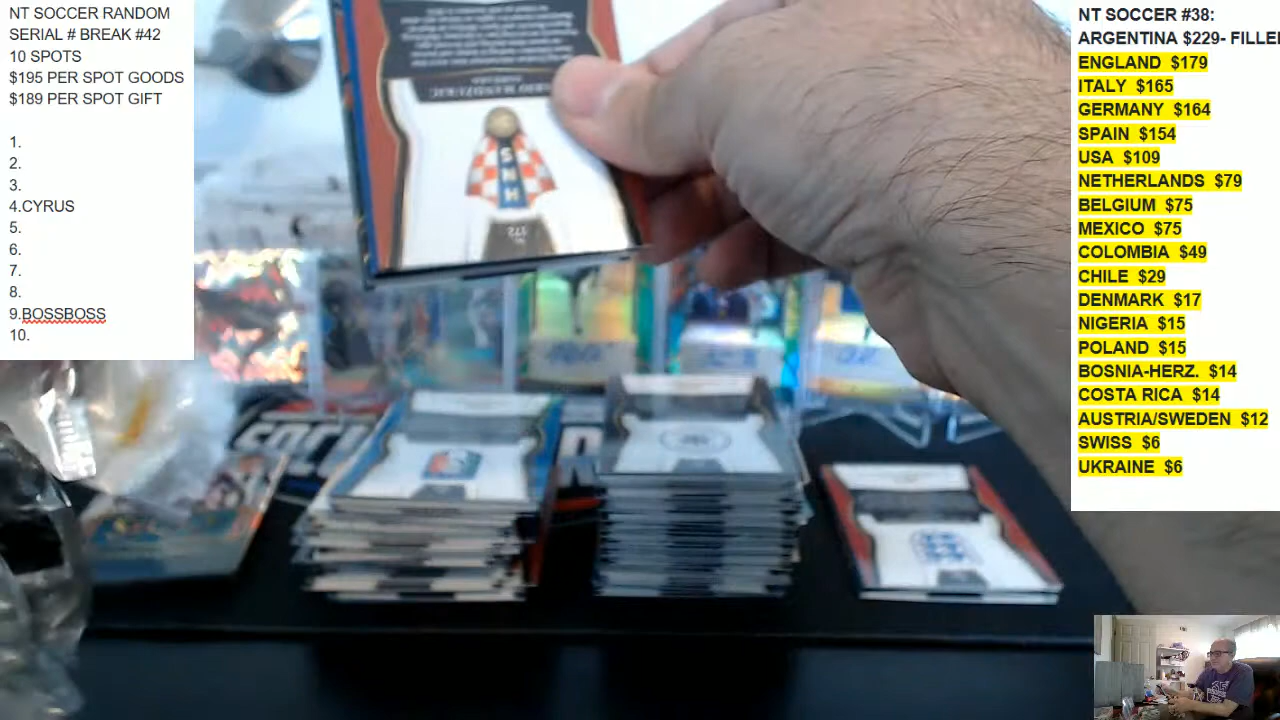 NT SOCCER RANDOM
SERIAL # BREAK #42
10 SPOTS
$195 PER SPOT GOODS
$189 PER SPOT GIFT
1.
2.
3.
4.CYRUS
5.
6.
7.
8.
9.BOSSBOSS
10.
NT SOCCER #38:
ARGENTINA $229- FILLE
ENGLAND $179
ITALY $165
GERMANY $164
SPAIN $154
USA $109
NETHERLANDS $79
BELGIUM $75
MEXICO $75
COLOMBIA $49
CHILE $29
DENMARK $17
NIGERIA $15
POLAND $15
BOSNIA-HERZ. $14
COSTA RICA $14
AUSTRIA/SWEDEN $12
SWISS $6
UKRAINE $6
HNS
172